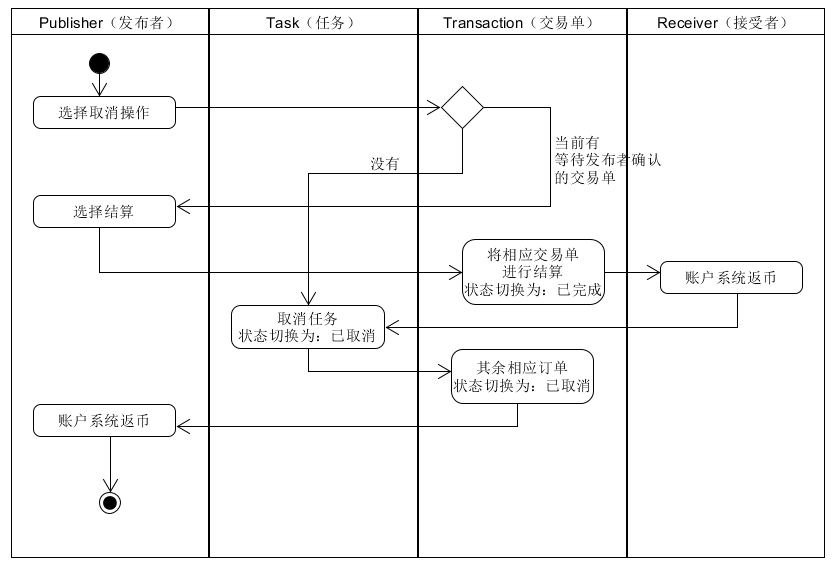 Publisher（发布者）
Task（任务）
Transaction（交易单）
Receiver（接受者）
选择取消操作
当前有
等待发布者确认
的交易单
没有
选择结算
将相应交易单
进行结算
状态切换为：已完成
账户系统返币
取消任务
状态切换为：已取消
其余相应订单
状态切换为：已取消
账户系统返币